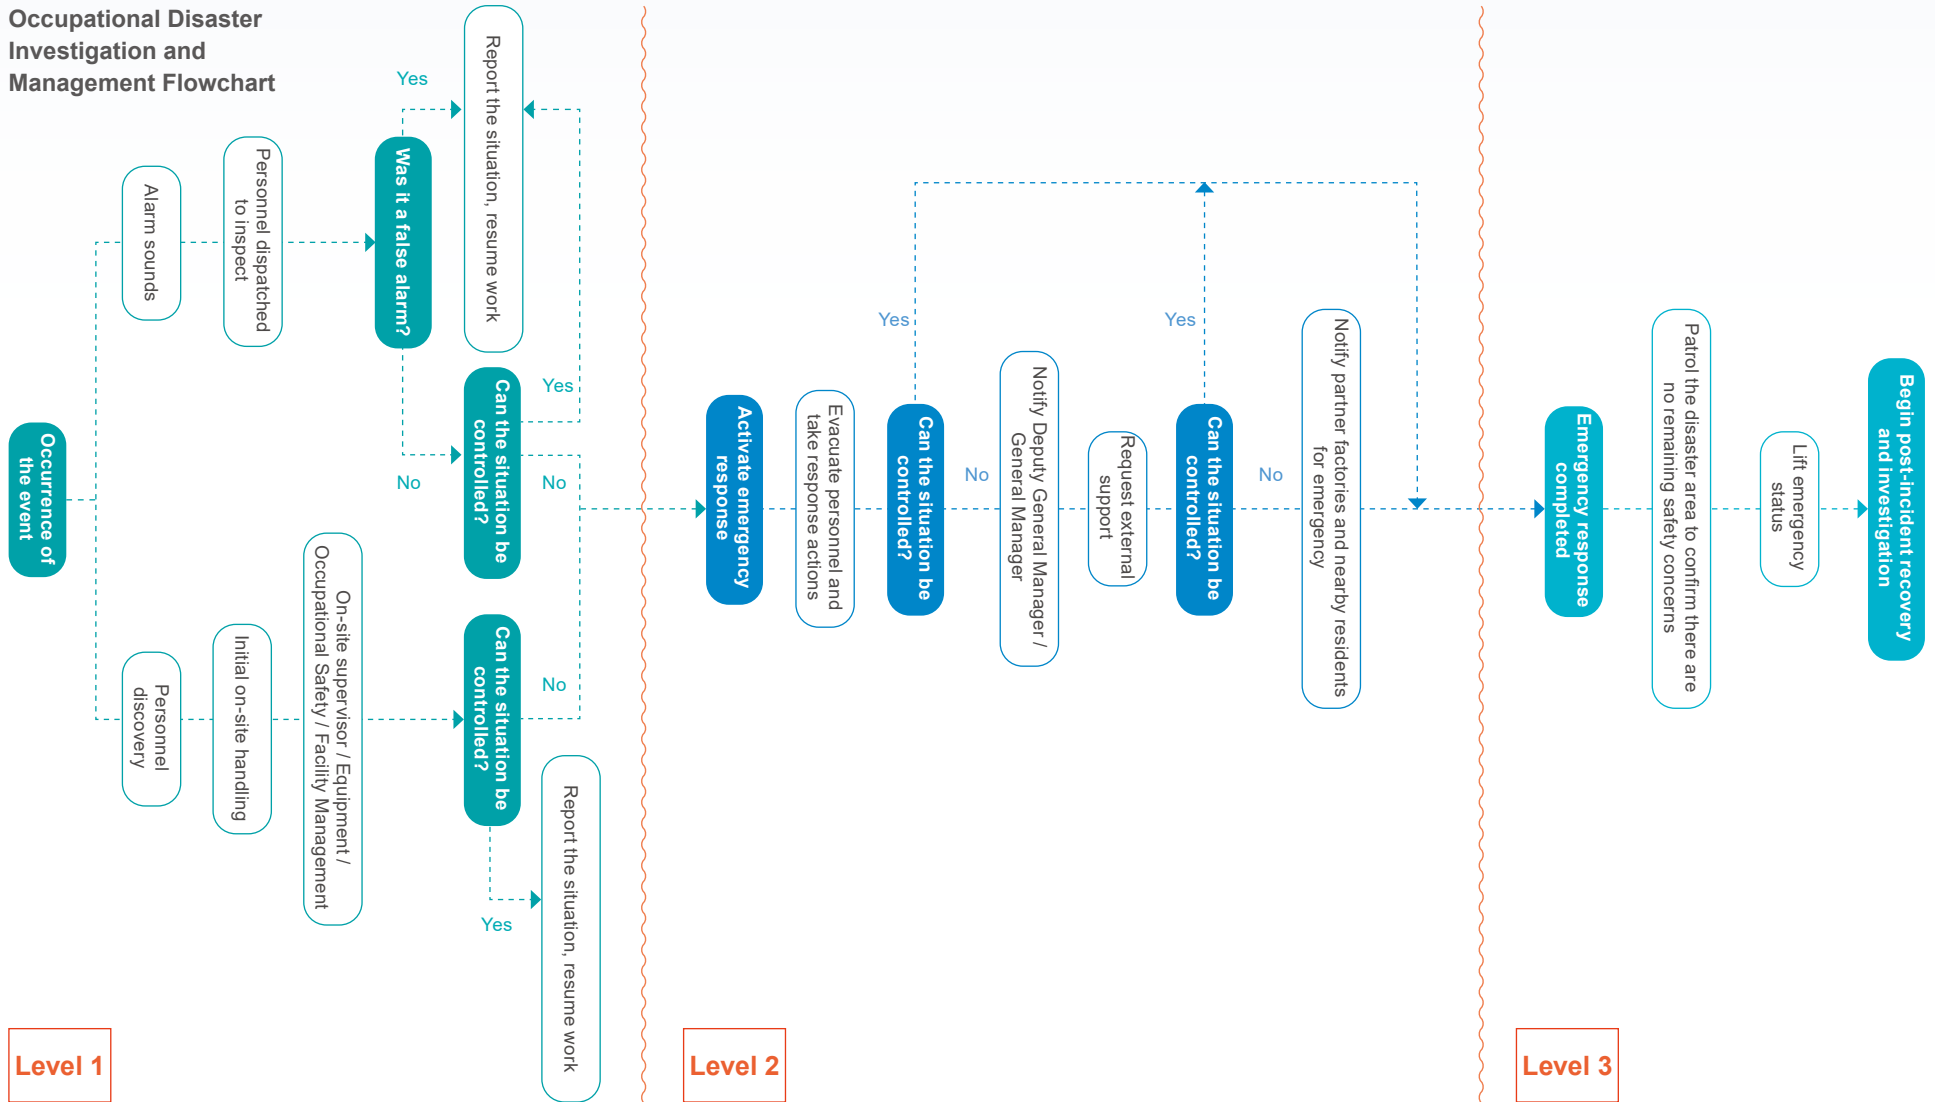 Occupational Disaster
Investigation and
Management Flowchart
Occurrence of
the event
Alarm sounds
Personnel dispatched
to inspect
Was it a false alarm?
Yes
Report the situation, resume work
No
Can the situation be
controlled?
Yes
No
Personnel
discovery
Initial on-site handling
On-site supervisor / Equipment /
Occupational Safety / Facility Management
Can the situation be
controlled?
No
Yes
Report the situation, resume work
Level 1
Activate emergency
response
Evacuate personnel and
take response actions
Can the situation be
controlled?
Yes
No
Notify Deputy General Manager /
General Manager
Request external
support
Can the situation be
controlled?
Yes
No
Notify partner factories and nearby residents
for emergency
Level 2
Emergency response
completed
Patrol the disaster area to confirm there are
no remaining safety concerns
Lift emergency
status
Begin post-incident recovery
and investigation
Level 3